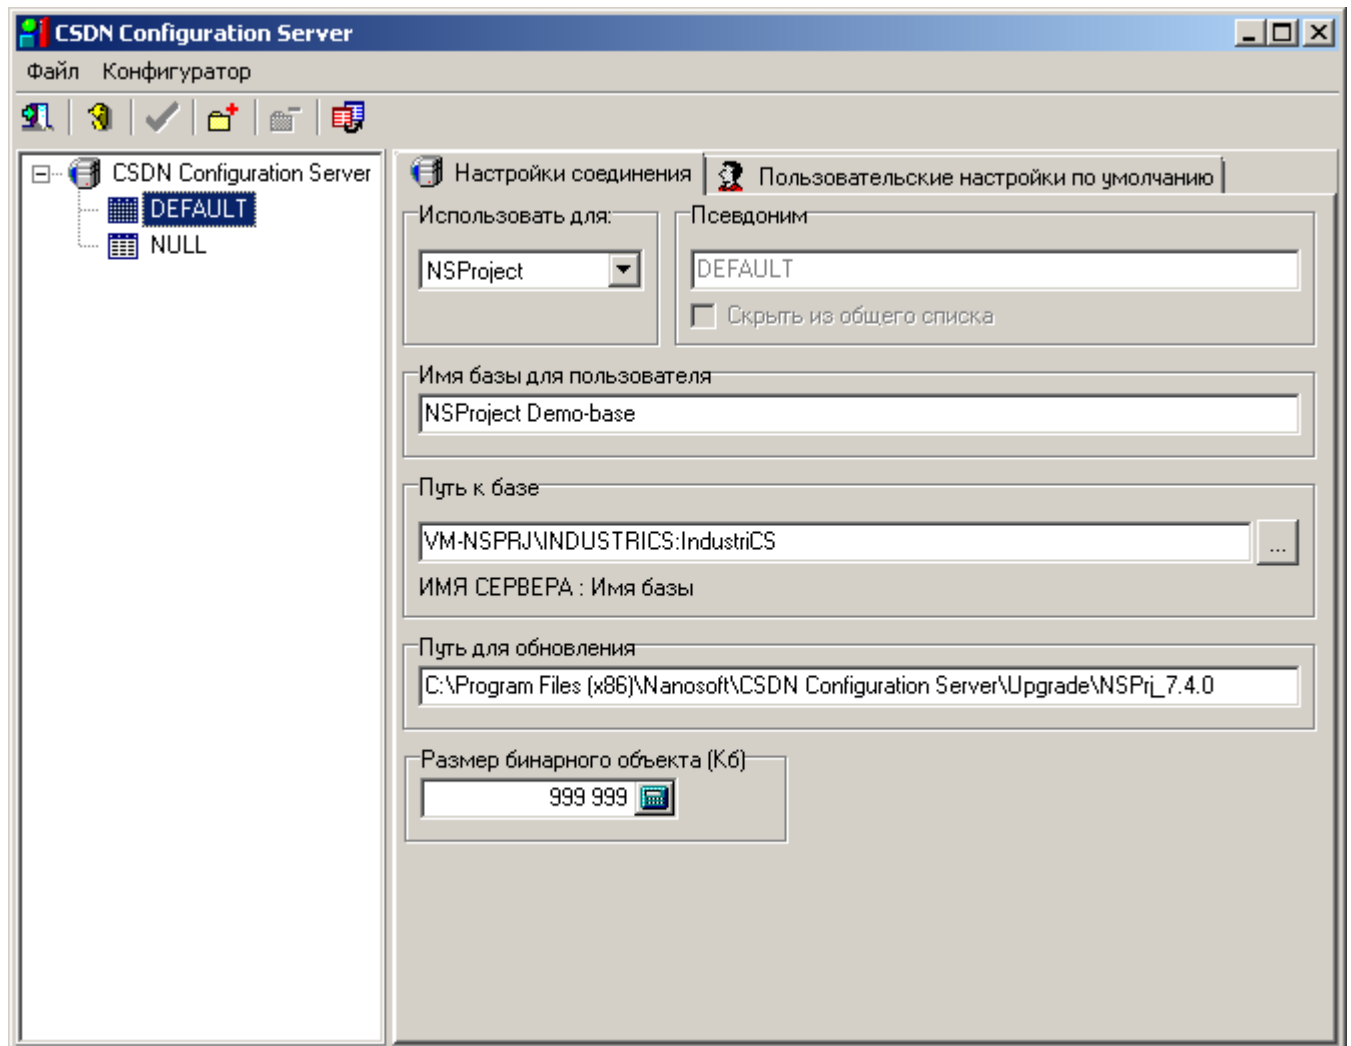 CSDN Configuration Server
Файл Конфигуратор
CSDN Configuration Server
DEFAULT
NULL
Настройки соединения
Пользовательские настройки по умолчанию
Использовать для:
NSProject
Псевдоним
DEFAULT
Скрыть из общего списка
Имя базы для пользователя
NSProject Demo-base
Путь к базе
VM-NSPRJ\INDUSTRICS:IndustriCS
...
ИМЯ СЕРВЕРА : Имя базы
Путь для обновления
C:\Program Files (x86)\Nanosoft\CSDN Configuration Server\Upgrade\NSPrj_7.4.0
Размер бинарного объекта (Кб)
999 999